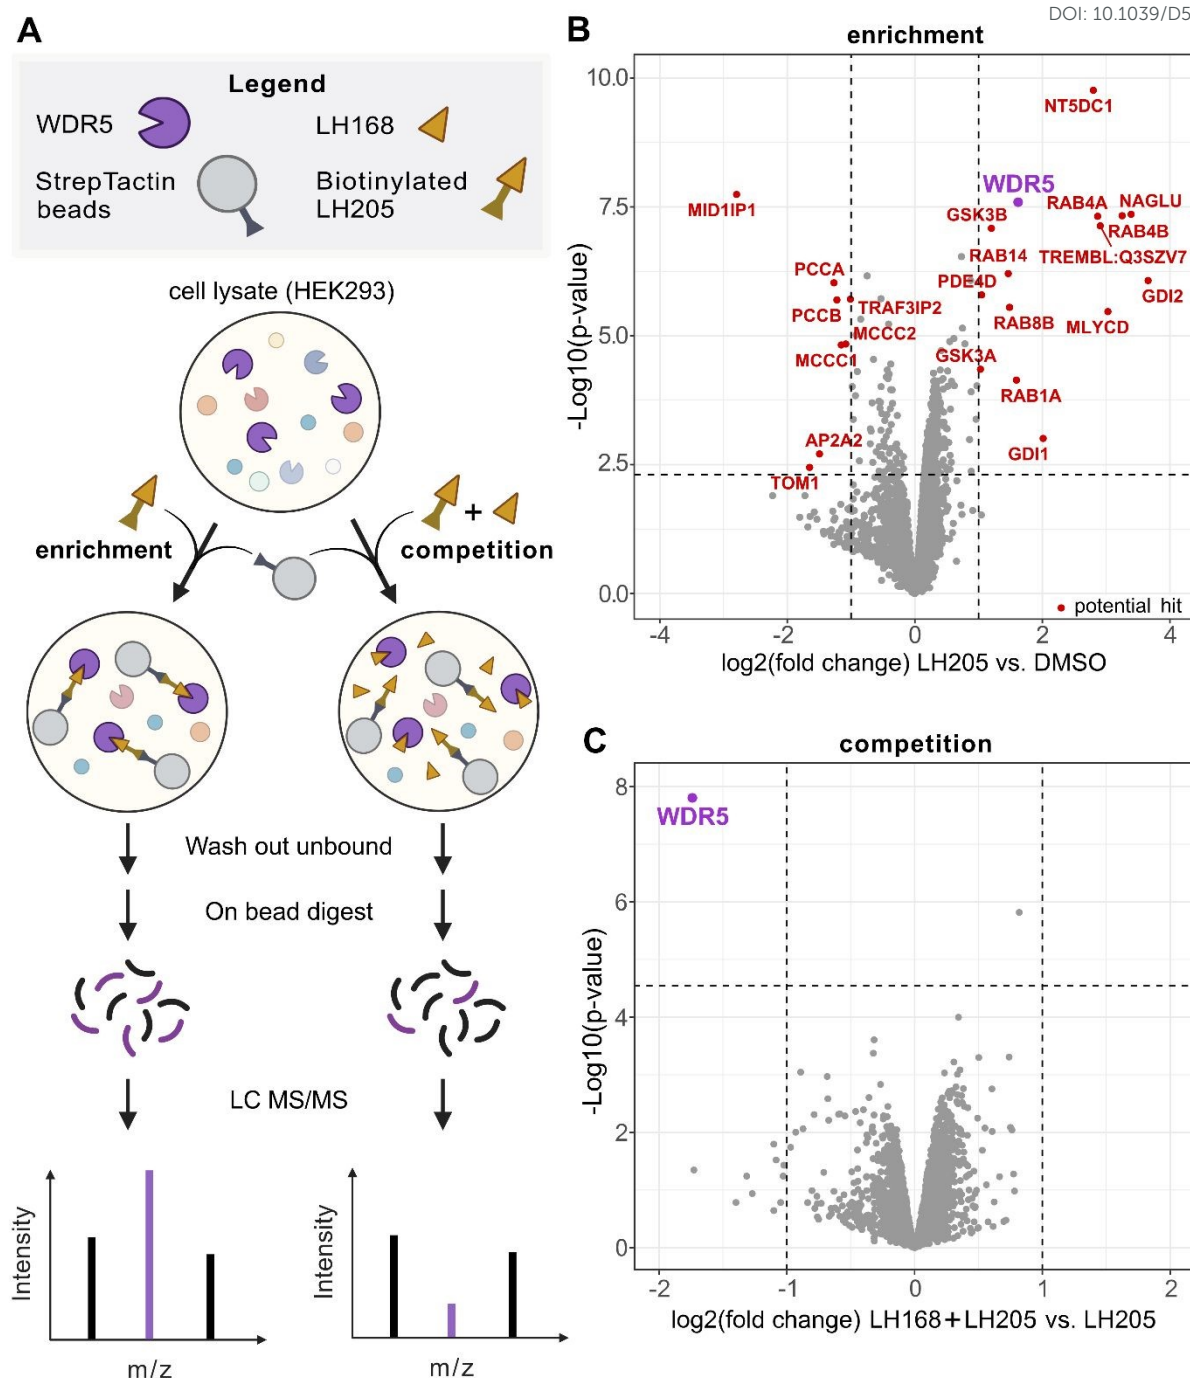 DOI: 10.1039/D5
A
Legend
WDR5
LH168
StrepTactin
beads
Biotinylated
LH205
cell lysate (HEK293)
enrichment
+
competition
Wash out unbound
On bead digest
LC MS/MS
Intensity
m/z
Intensity
m/z
B
enrichment
-Log10(p-value)
10.0
7.5
5.0
2.5
0.0
NT5DC1
WDR5
MID1IP1
GSK3B
RAB4A
NAGLU
RAB4B
RAB14
TREMBL:Q3SZV7
PCCA
PDE4D
GDI2
PCCB
TRAF3IP2
RAB8B
MLYCD
MCCC2
MCCC1
GSK3A
RAB1A
AP2A2
GDI1
TOM1
potential hit
-4
-2
0
2
4
log2(fold change) LH205 vs. DMSO
C
competition
-Log10(p-value)
8
6
4
2
0
WDR5
-2
-1
0
1
2
log2(fold change) LH168+LH205 vs. LH205